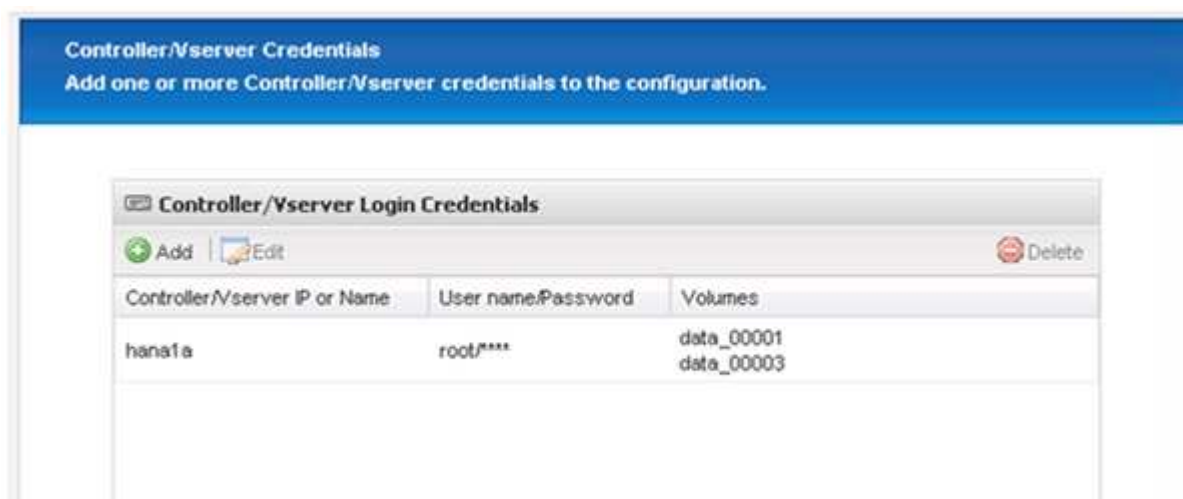 Controller/Vserver Credentials
Add one or more Controller/Vserver credentials to the configuration.
Controller/Vserver Login Credentials
Add Edit Delete
Controller/Vserver IP or Name User name/Password Volumes
hana1a root/**** data_00001
data_00003